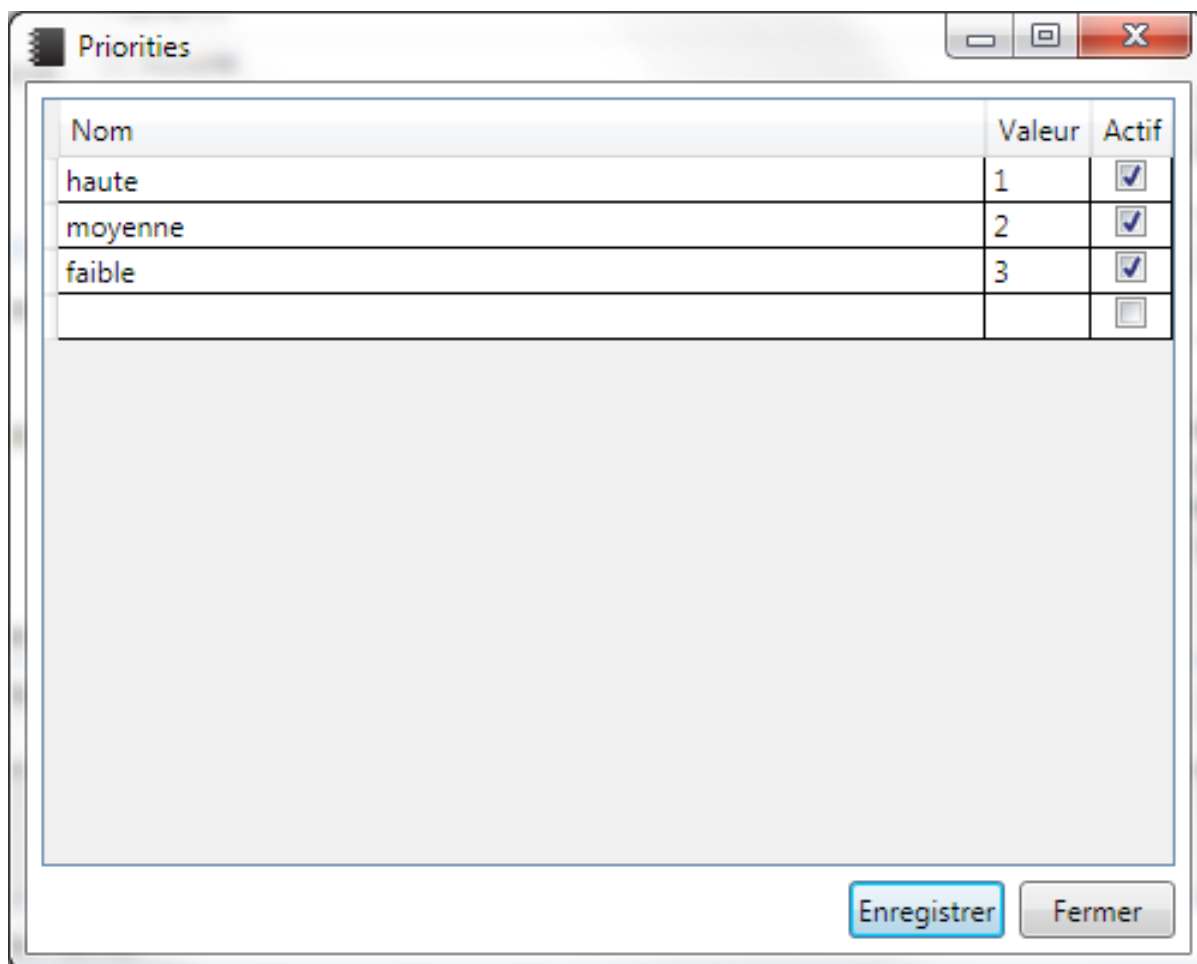 Priorities
Nom Valeur Actif
haute 1
moyenne 2
faible 3
Enregistrer Fermer